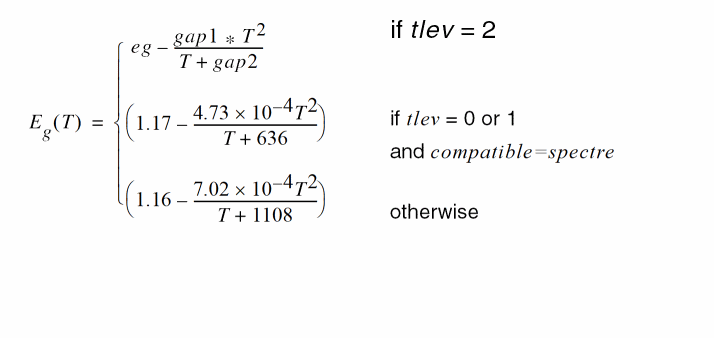 E_g(T) = { eg − (gap1 * T^2)/(T + gap2) if tlev = 2
(1.17 − (4.73 × 10^−4 T^2)/(T + 636)) if tlev = 0 or 1
and compatible=spectre
(1.16 − (7.02 × 10^−4 T^2)/(T + 1108)) otherwise